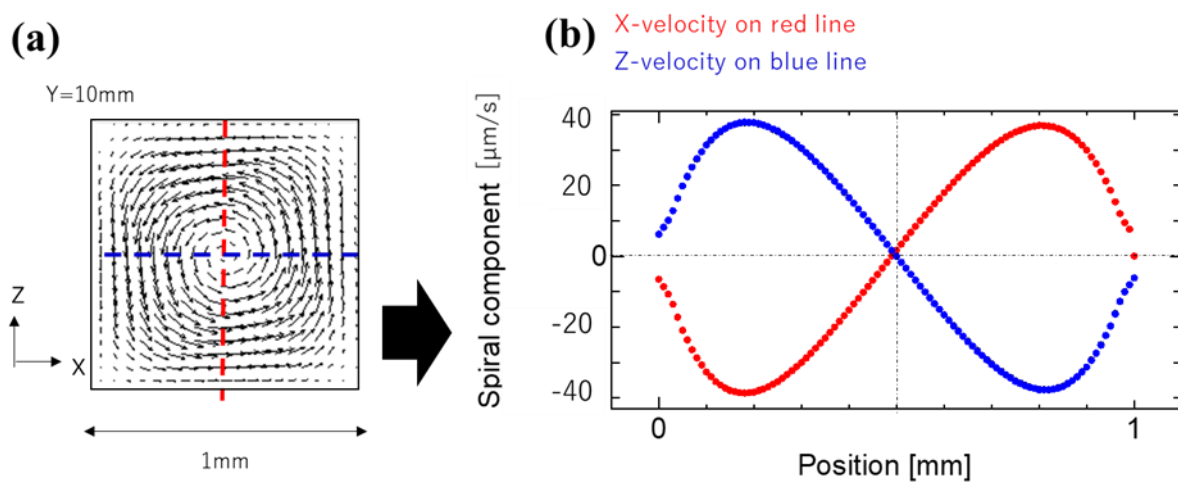 (a)
Y=10mm
Z
X
1mm
(b)
X-velocity on red line
Z-velocity on blue line
Spiral component [μm/s]
40
20
0
-20
-40
0
1
Position [mm]